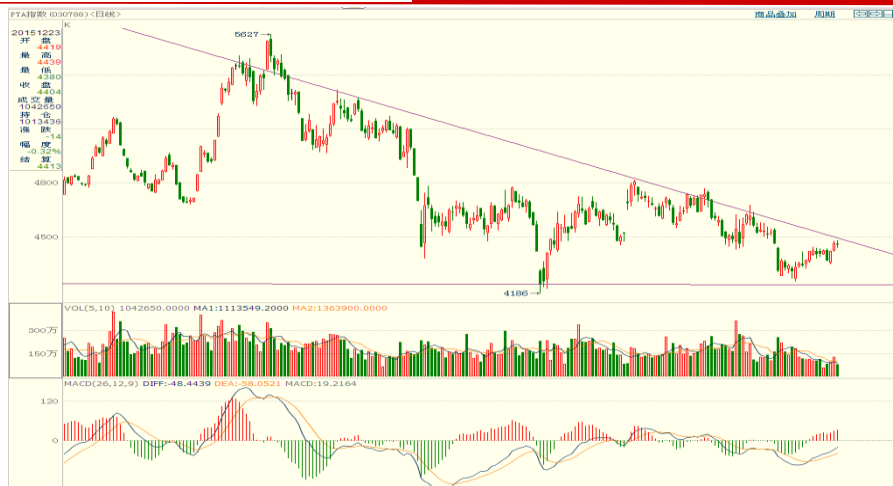 PTA指数 (030788)<日线> 商品叠加 周期
K
20151223
开 盘
4419
最 高
4439
最 低
4380
收 盘
4404
成交量
1042650
持 仓
1013436
涨 跌
-14
幅 度
-0.32%
结 算
4413
5627→
4800
4500
4186→
VOL(5,10) 1042650.0000 MA1:1113549.2000 MA2:1363900.0000
300万
150万
MACD(26,12,9) DIFF:-48.4439 DEA:-58.0521 MACD:19.2164
120
0